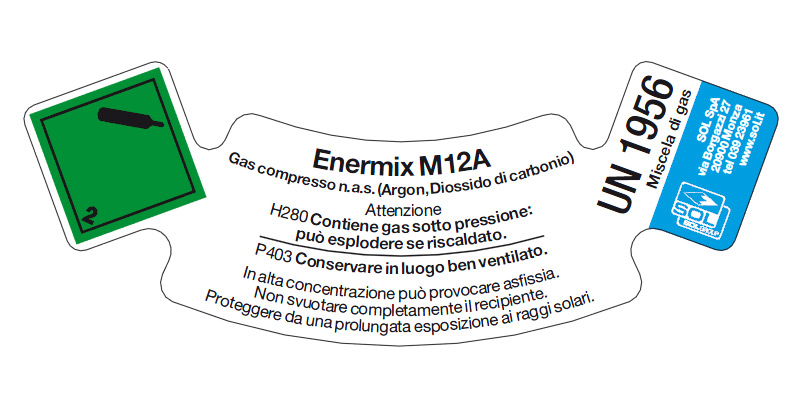 2
Enermix M12A
Gas compresso n.a.s. (Argon, Diossido di carbonio)
Attenzione
H280 Contiene gas sotto pressione:
può esplodere se riscaldato.
P403 Conservare in luogo ben ventilato.
In alta concentrazione può provocare asfissia.
Non svuotare completamente il recipiente.
Proteggere da una prolungata esposizione ai raggi solari.
UN 1956
Miscela di gas
SOL SpA
via Borgazzi 27
20900 Monza
tel 039 23961
www.sol.it
SOL